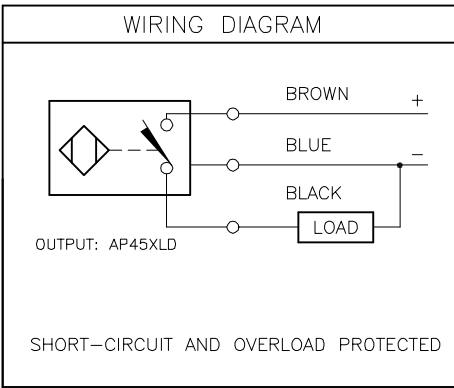 WIRING DIAGRAM
BROWN
+
BLUE
−
BLACK
LOAD
OUTPUT: AP45XLD
SHORT−CIRCUIT AND OVERLOAD PROTECTED